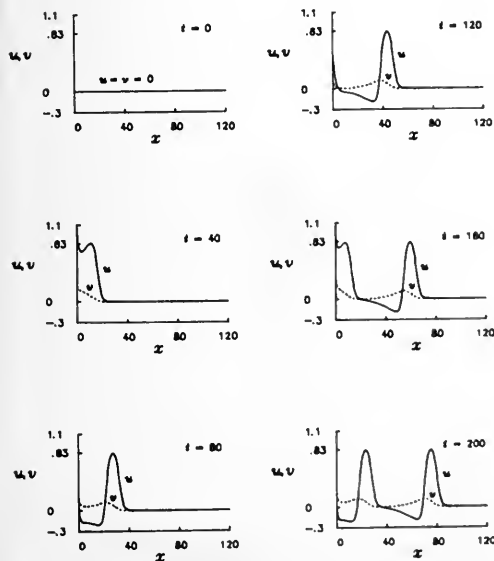 1.1
.83
u, v
t = 0
u = v = 0
0
-.3
0 40 80 120
x
1.1
.83
u, v
t = 40
u
v
0
-.3
0 40 80 120
x
1.1
.83
u, v
t = 80
u
v
0
-.3
0 40 80 120
x
1.1
.83
u, v
t = 120
u
v
0
-.3
0 40 80 120
x
1.1
.83
u, v
t = 160
u
v
0
-.3
0 40 80 120
x
1.1
.83
u, v
t = 200
u
v
0
-.3
0 40 80 120
x